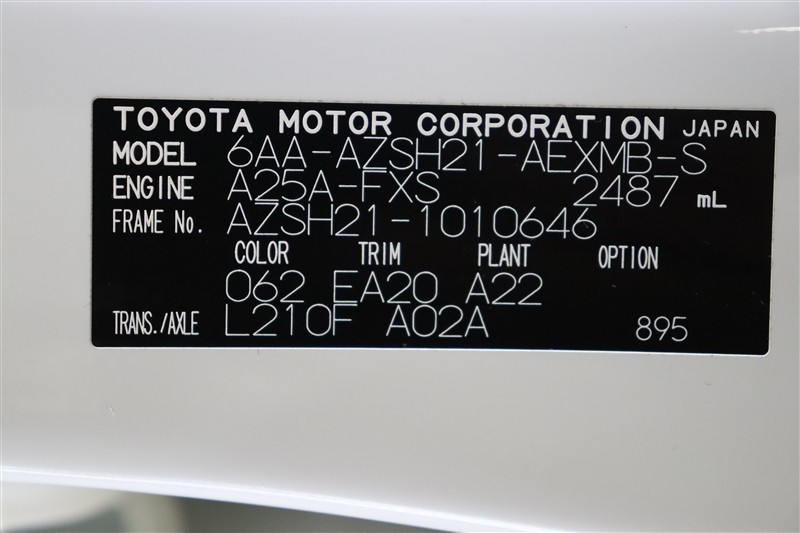 TOYOTA MOTOR CORPORATION JAPAN
MODEL 6AA-AZSH21-AEXMB-S
ENGINE A25A-FXS 2487 mL
FRAME No. AZSH21-1010646
COLOR TRIM PLANT OPTION
062 EA20 A22
TRANS./AXLE L210F A02A 895